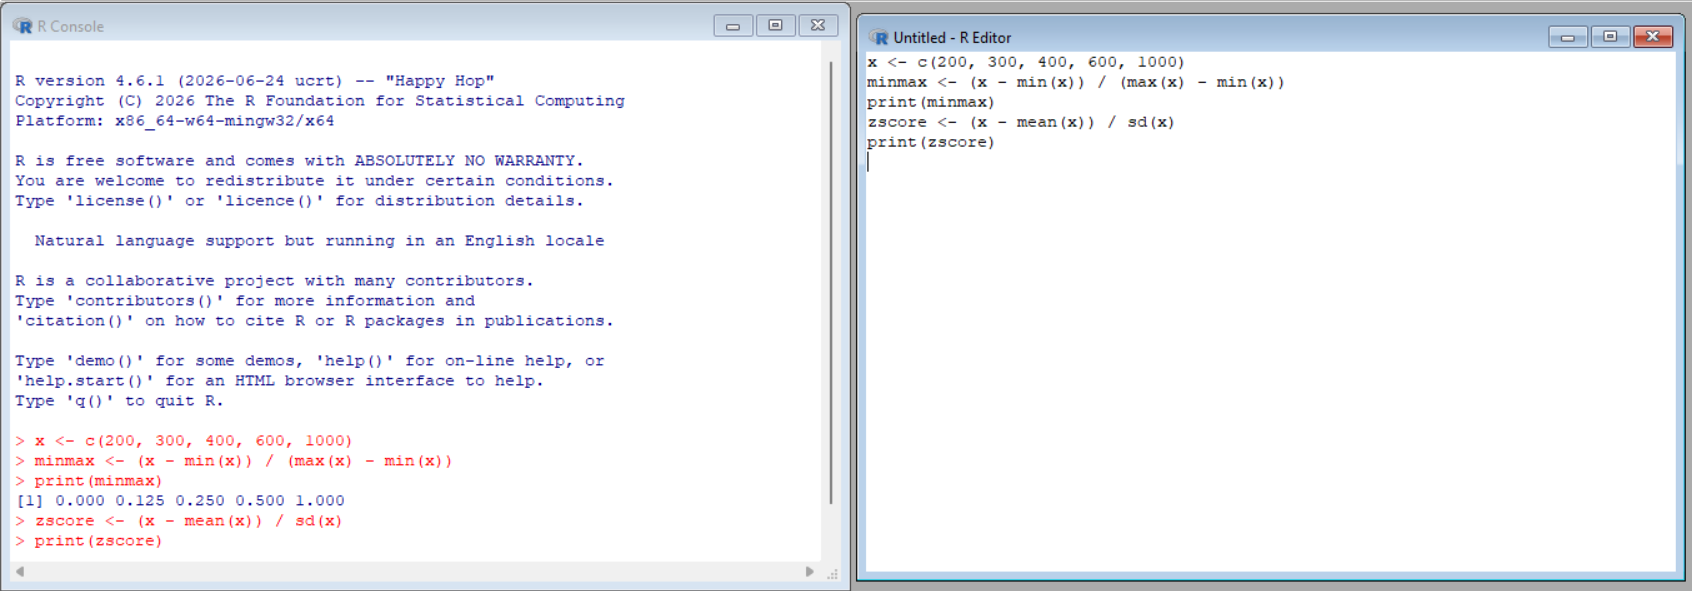 R Console
R version 4.6.1 (2026-06-24 ucrt) -- "Happy Hop"
Copyright (C) 2026 The R Foundation for Statistical Computing
Platform: x86_64-w64-mingw32/x64
R is free software and comes with ABSOLUTELY NO WARRANTY.
You are welcome to redistribute it under certain conditions.
Type 'license()' or 'licence()' for distribution details.
Natural language support but running in an English locale
R is a collaborative project with many contributors.
Type 'contributors()' for more information and
'citation()' on how to cite R or R packages in publications.
Type 'demo()' for some demos, 'help()' for on-line help, or
'help.start()' for an HTML browser interface to help.
Type 'q()' to quit R.
> x <- c(200, 300, 400, 600, 1000)
> minmax <- (x - min(x)) / (max(x) - min(x))
> print(minmax)
[1] 0.000 0.125 0.250 0.500 1.000
> zscore <- (x - mean(x)) / sd(x)
> print(zscore)
Untitled - R Editor
x <- c(200, 300, 400, 600, 1000)
minmax <- (x - min(x)) / (max(x) - min(x))
print(minmax)
zscore <- (x - mean(x)) / sd(x)
print(zscore)